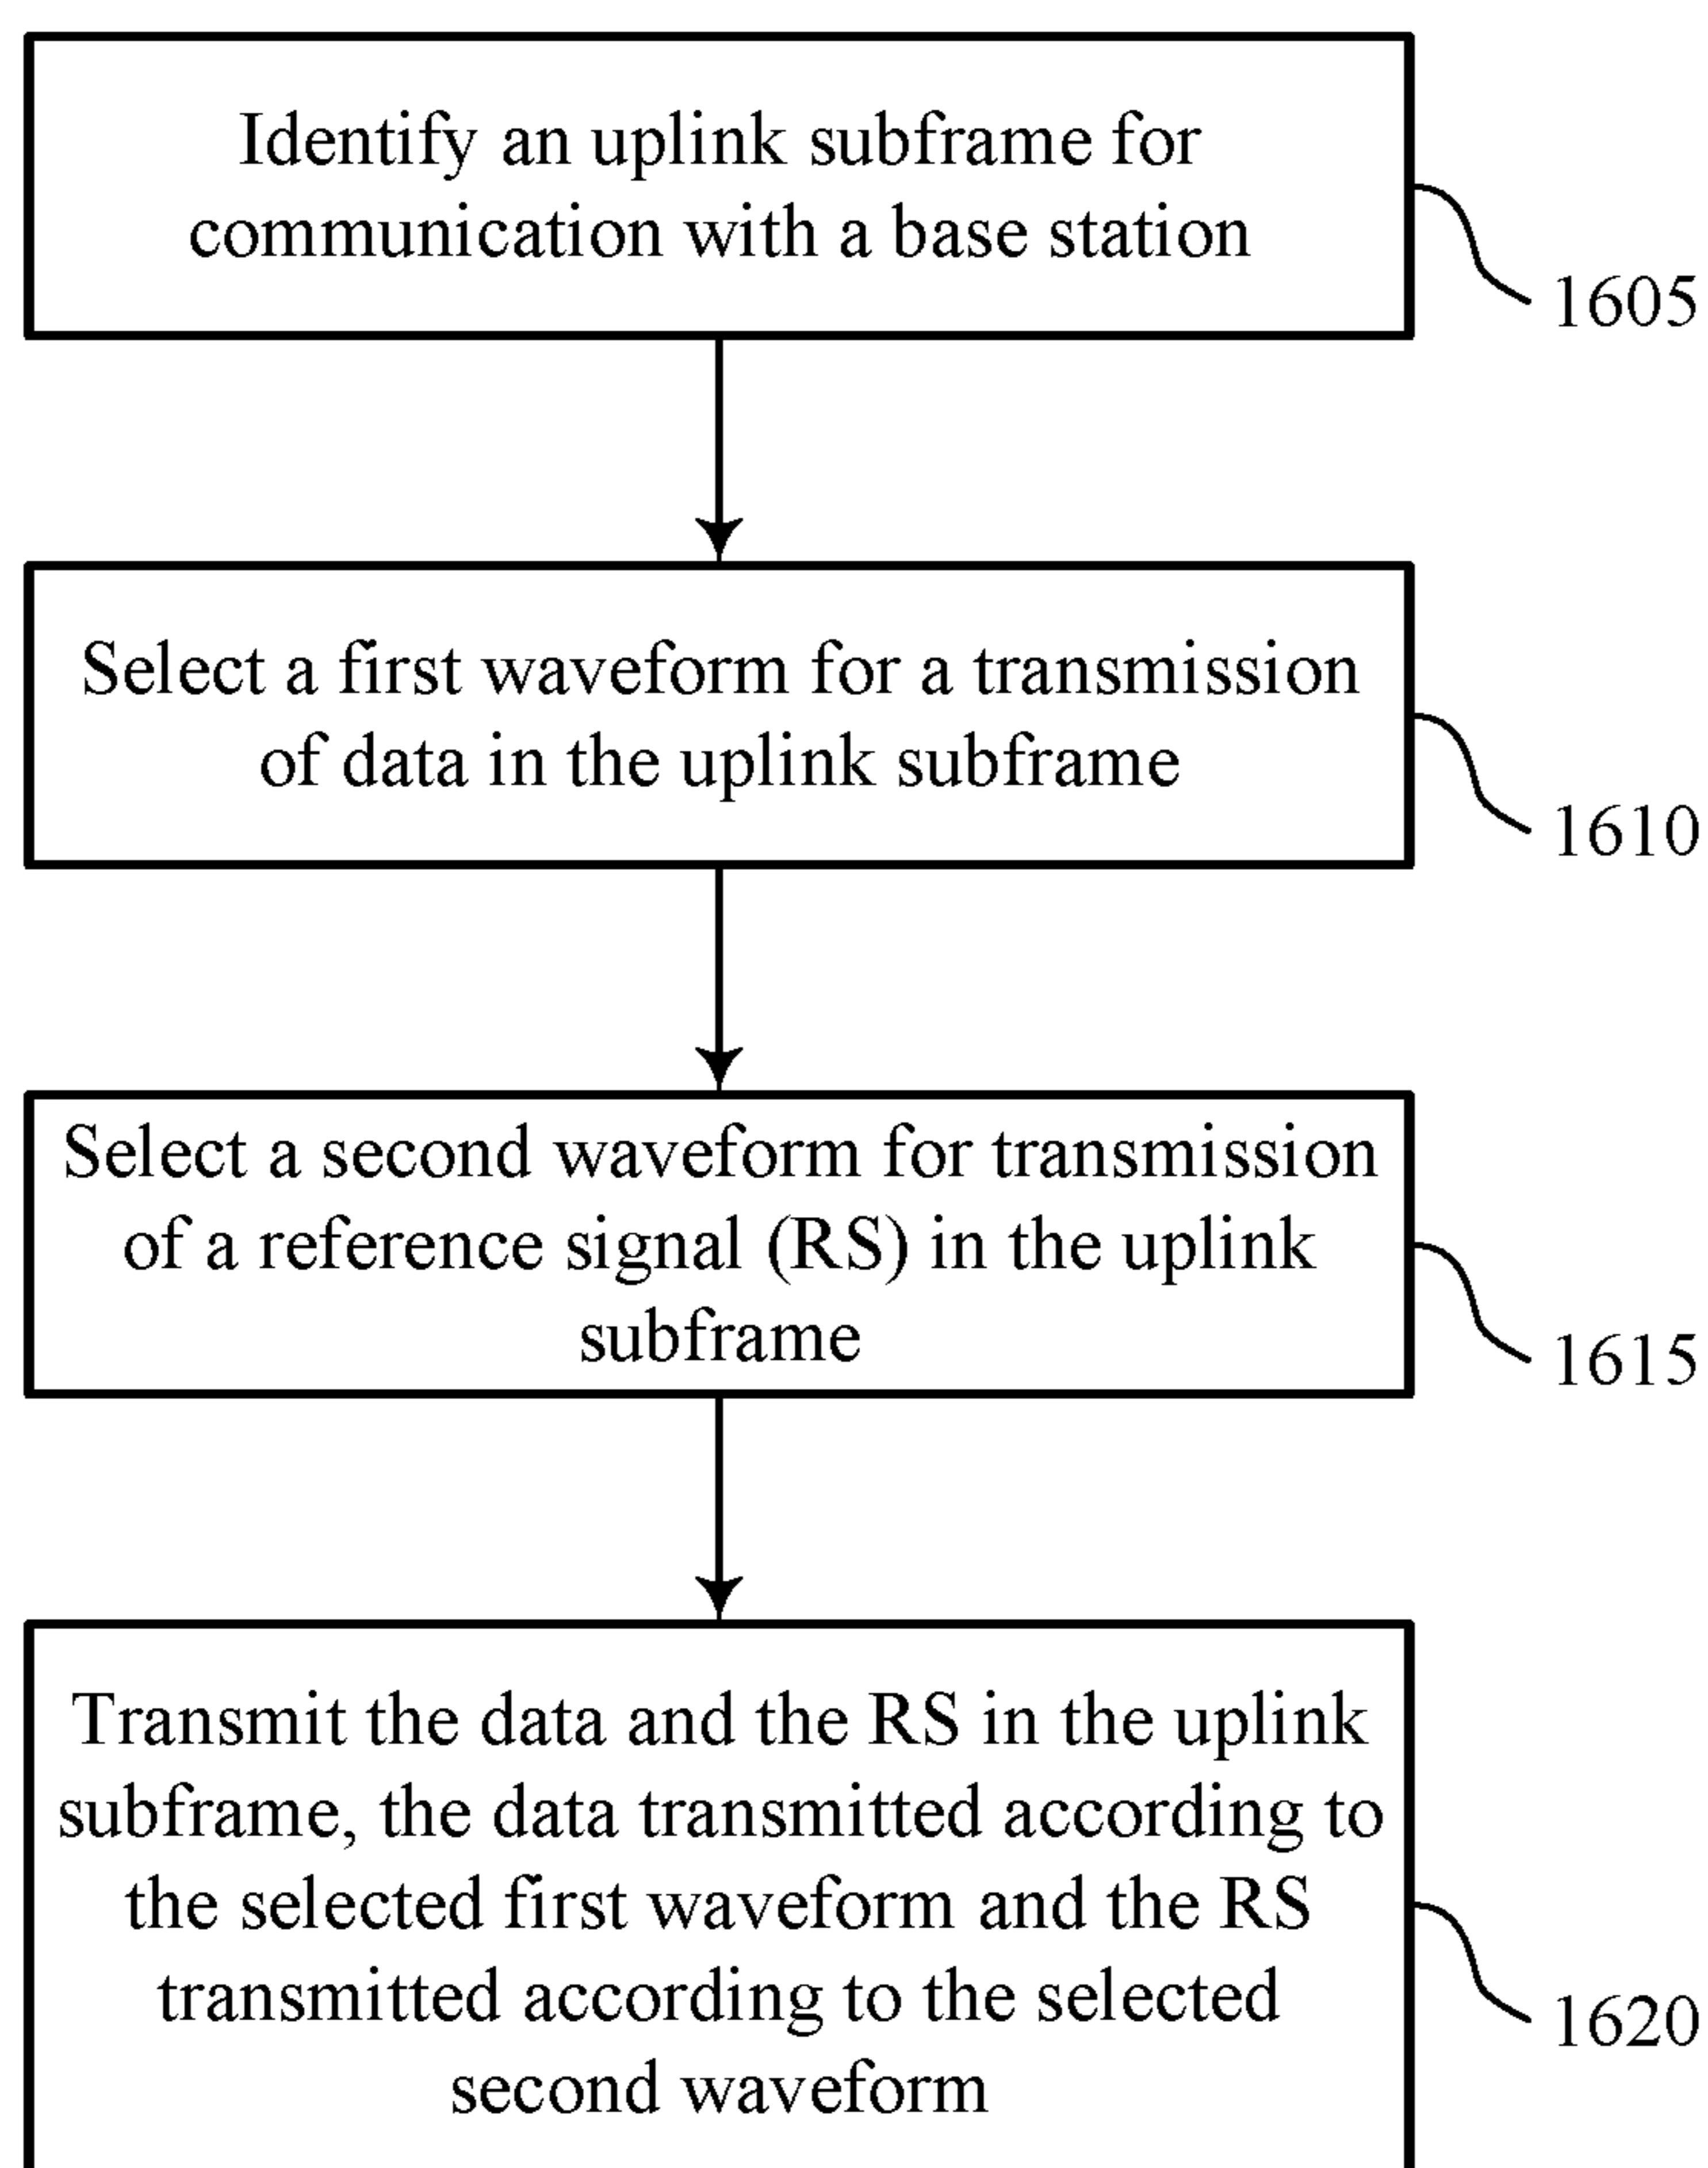 Identify an uplink subframe for
communication with a base station
1605
Select a first waveform for a transmission
of data in the uplink subframe
1610
Select a second waveform for transmission
of a reference signal (RS) in the uplink
subframe
1615
Transmit the data and the RS in the uplink
subframe, the data transmitted according to
the selected first waveform and the RS
transmitted according to the selected
second waveform
1620